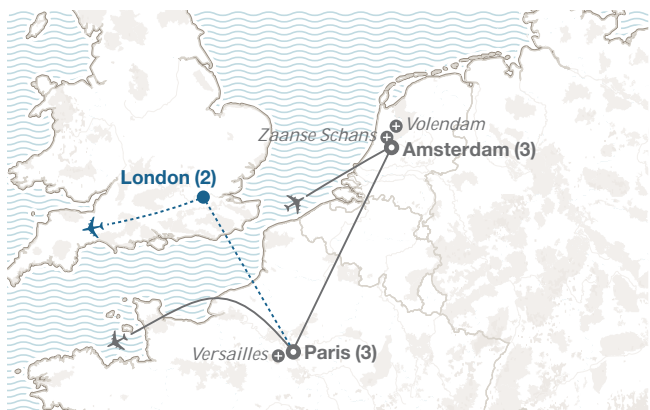 Volendam
Zaanse Schans
Amsterdam (3)
London (2)
Versailles
Paris (3)